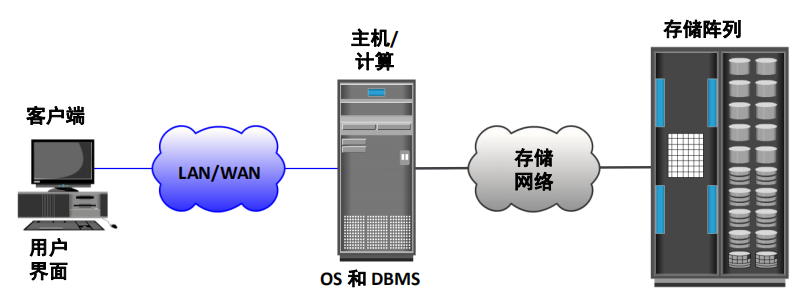 存储阵列
主机/
计算
客户端
LAN/WAN
存储
网络
用户
界面
OS 和 DBMS